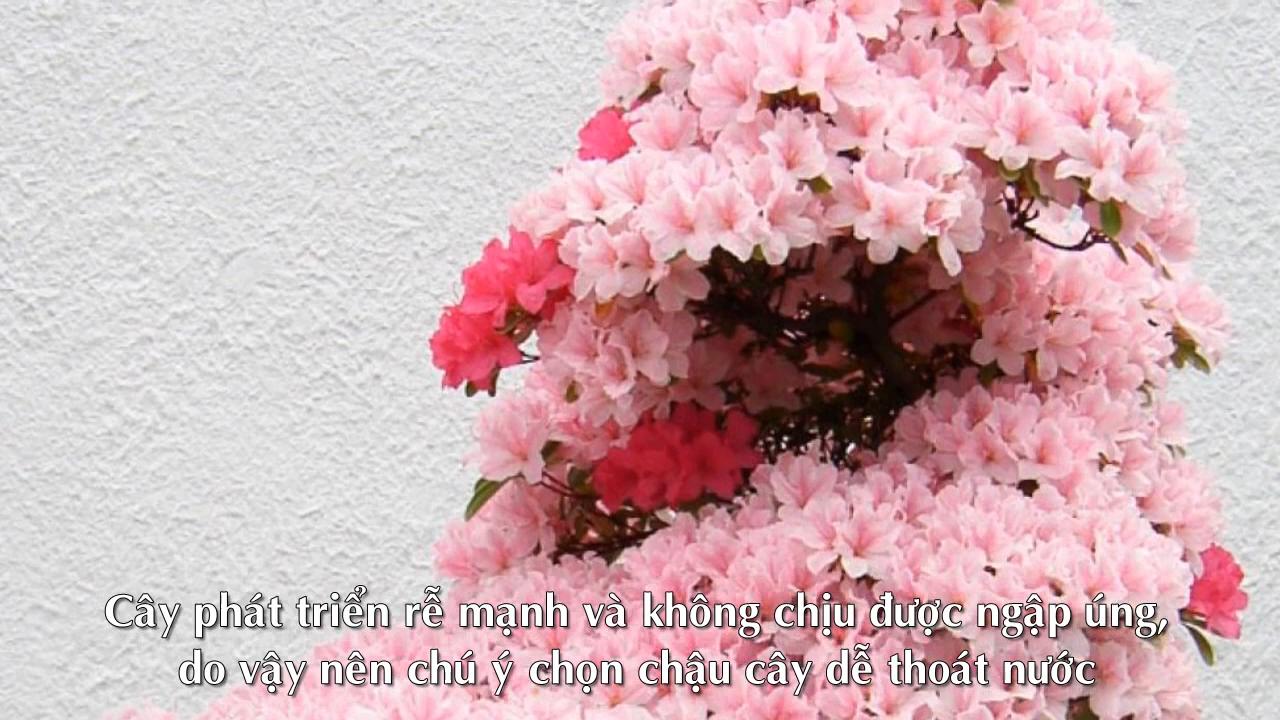 Cây phát triển rễ mạnh và không chịu được ngập úng,
do vậy nên chú ý chọn chậu cây dễ thoát nước